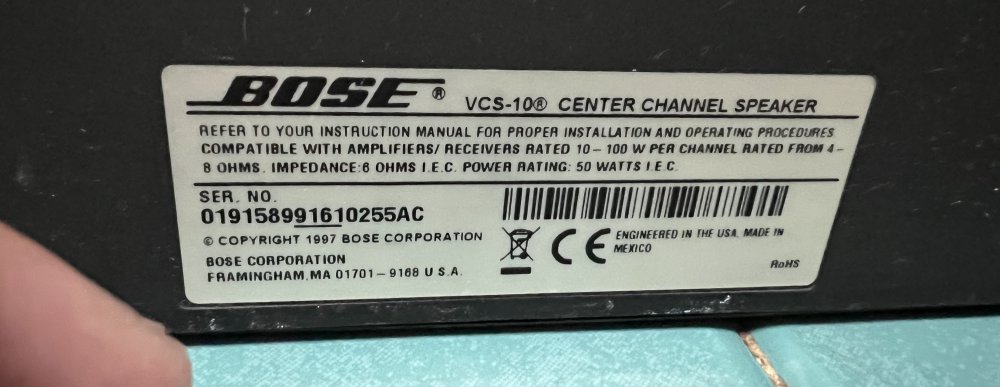 BOSE® VCS-10® CENTER CHANNEL SPEAKER
REFER TO YOUR INSTRUCTION MANUAL FOR PROPER INSTALLATION AND OPERATING PROCEDURES
COMPATIBLE WITH AMPLIFIERS/ RECEIVERS RATED 10 – 100 W PER CHANNEL RATED FROM 4 –
8 OHMS. IMPEDANCE:6 OHMS I.E.C. POWER RATING: 50 WATTS I.E.C.
SER. NO.
019158991610255AC
© COPYRIGHT 1997 BOSE CORPORATION
BOSE CORPORATION
FRAMINGHAM,MA 01701 – 9168 U S A.
CE
ENGINEERED IN THE USA. MADE IN
MEXICO
RoHS